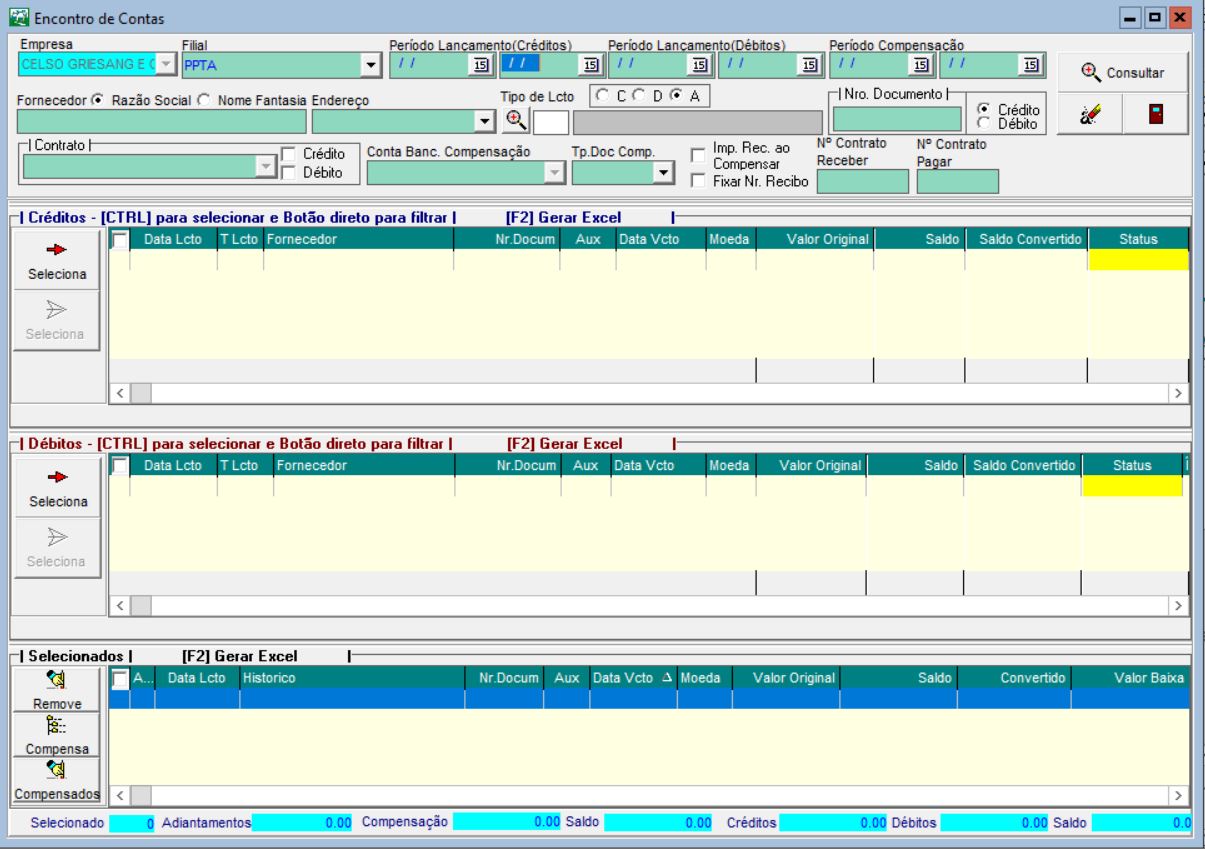 Encontro de Contas
Empresa Filial Período Lançamento(Créditos) Período Lançamento(Débitos) Período Compensação
CELSO GRIESANG E C PPTA / / 15 / / 15 / / 15 / / 15 / / 15 / / 15 Consultar
Fornecedor Razão Social Nome Fantasia Endereço Tipo de Lcto C D A Nro. Documento Crédito
Débito
Contrato Crédito Conta Banc. Compensação Tp.Doc Comp. Imp. Rec. ao Nº Contrato Nº Contrato
Débito Compensar Receber Pagar
Fixar Nr. Recibo
Créditos - [CTRL] para selecionar e Botão direto para filtrar [F2] Gerar Excel
Data Lcto T Lcto Fornecedor Nr.Docum Aux Data Vcto Moeda Valor Original Saldo Saldo Convertido Status
Seleciona
Seleciona
Débitos - [CTRL] para selecionar e Botão direto para filtrar [F2] Gerar Excel
Data Lcto T Lcto Fornecedor Nr.Docum Aux Data Vcto Moeda Valor Original Saldo Saldo Convertido Status
Seleciona
Seleciona
Selecionados [F2] Gerar Excel
A... Data Lcto Historico Nr.Docum Aux Data Vcto Moeda Valor Original Saldo Convertido Valor Baixa
Remove
Compensa
Compensados
Selecionado 0 Adiantamentos 0.00 Compensação 0.00 Saldo 0.00 Créditos 0.00 Débitos 0.00 Saldo 0.0